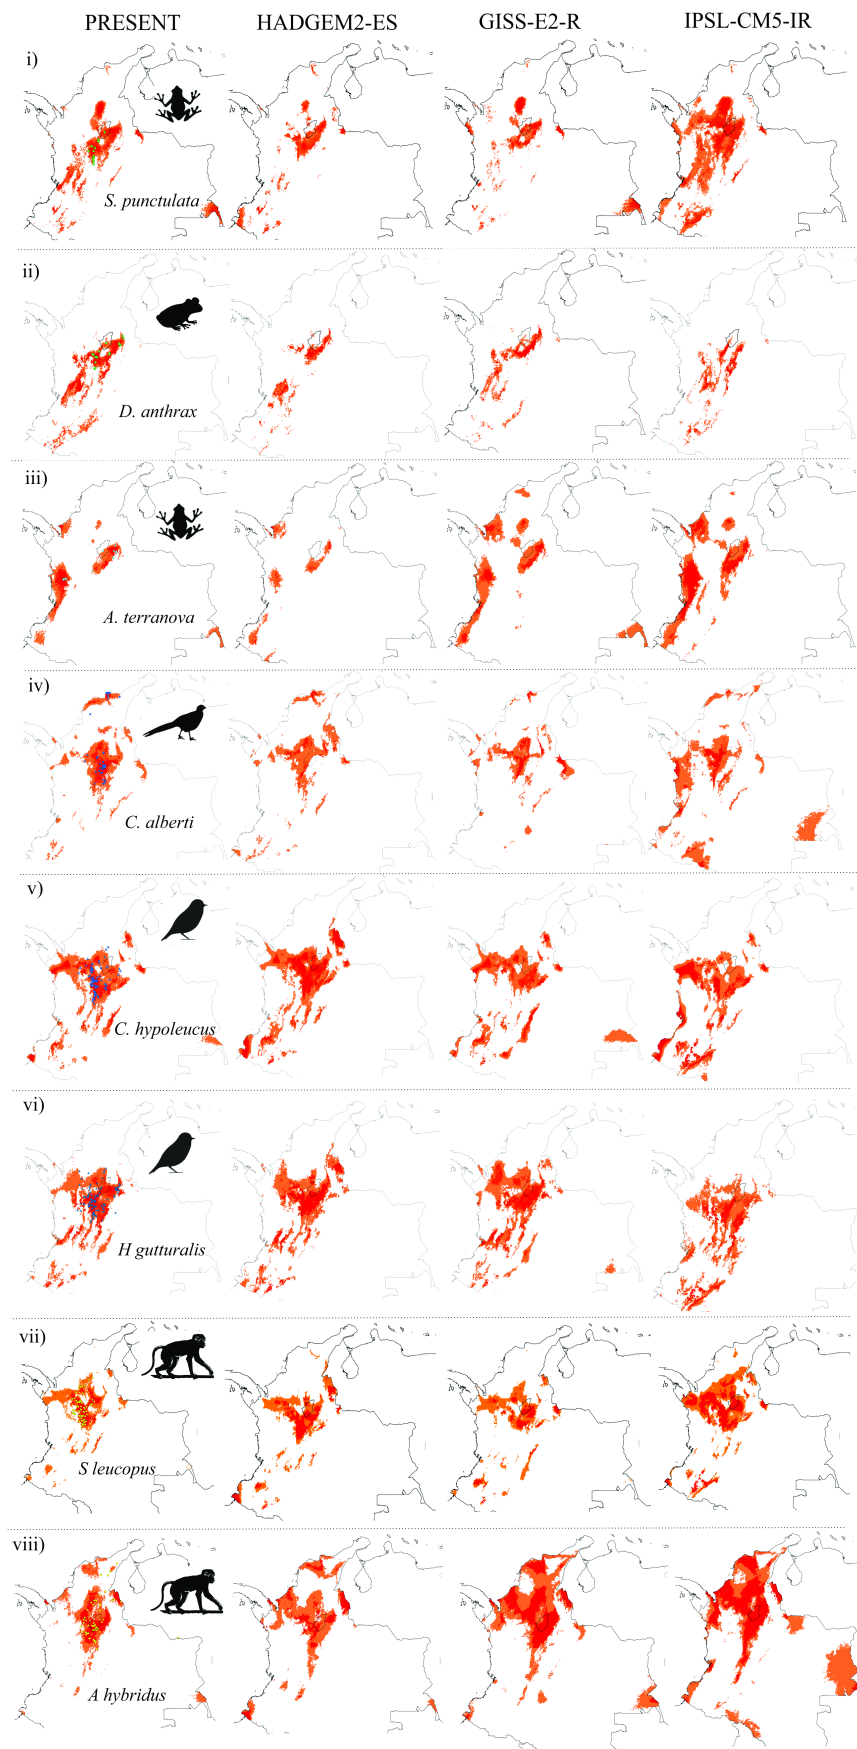 PRESENT HADGEM2-ES GISS-E2-R IPSL-CM5-IR
i)
S. punctulata
ii)
D. anthrax
iii)
A. terranova
iv)
C. alberti
v)
C. hypoleucus
vi)
H gutturalis
vii)
S leucopus
viii)
A hybridus